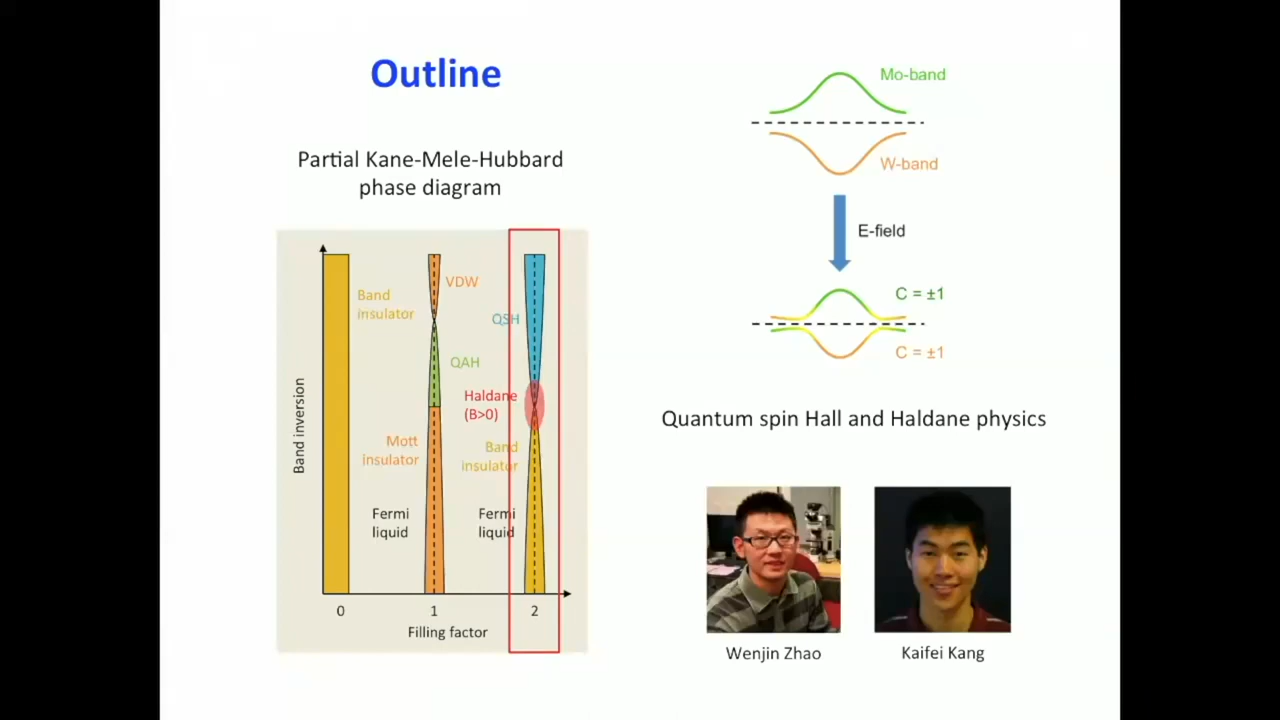 Outline
Partial Kane-Mele-Hubbard
phase diagram
Band inversion
Band
insulator
VDW
QAH
Mott
insulator
Fermi
liquid
QSH
Haldane
(B>0)
Band
insulator
Fermi
liquid
0
1
2
Filling factor
Mo-band
W-band
E-field
C = ±1
C = ±1
Quantum spin Hall and Haldane physics
Wenjin Zhao
Kaifei Kang